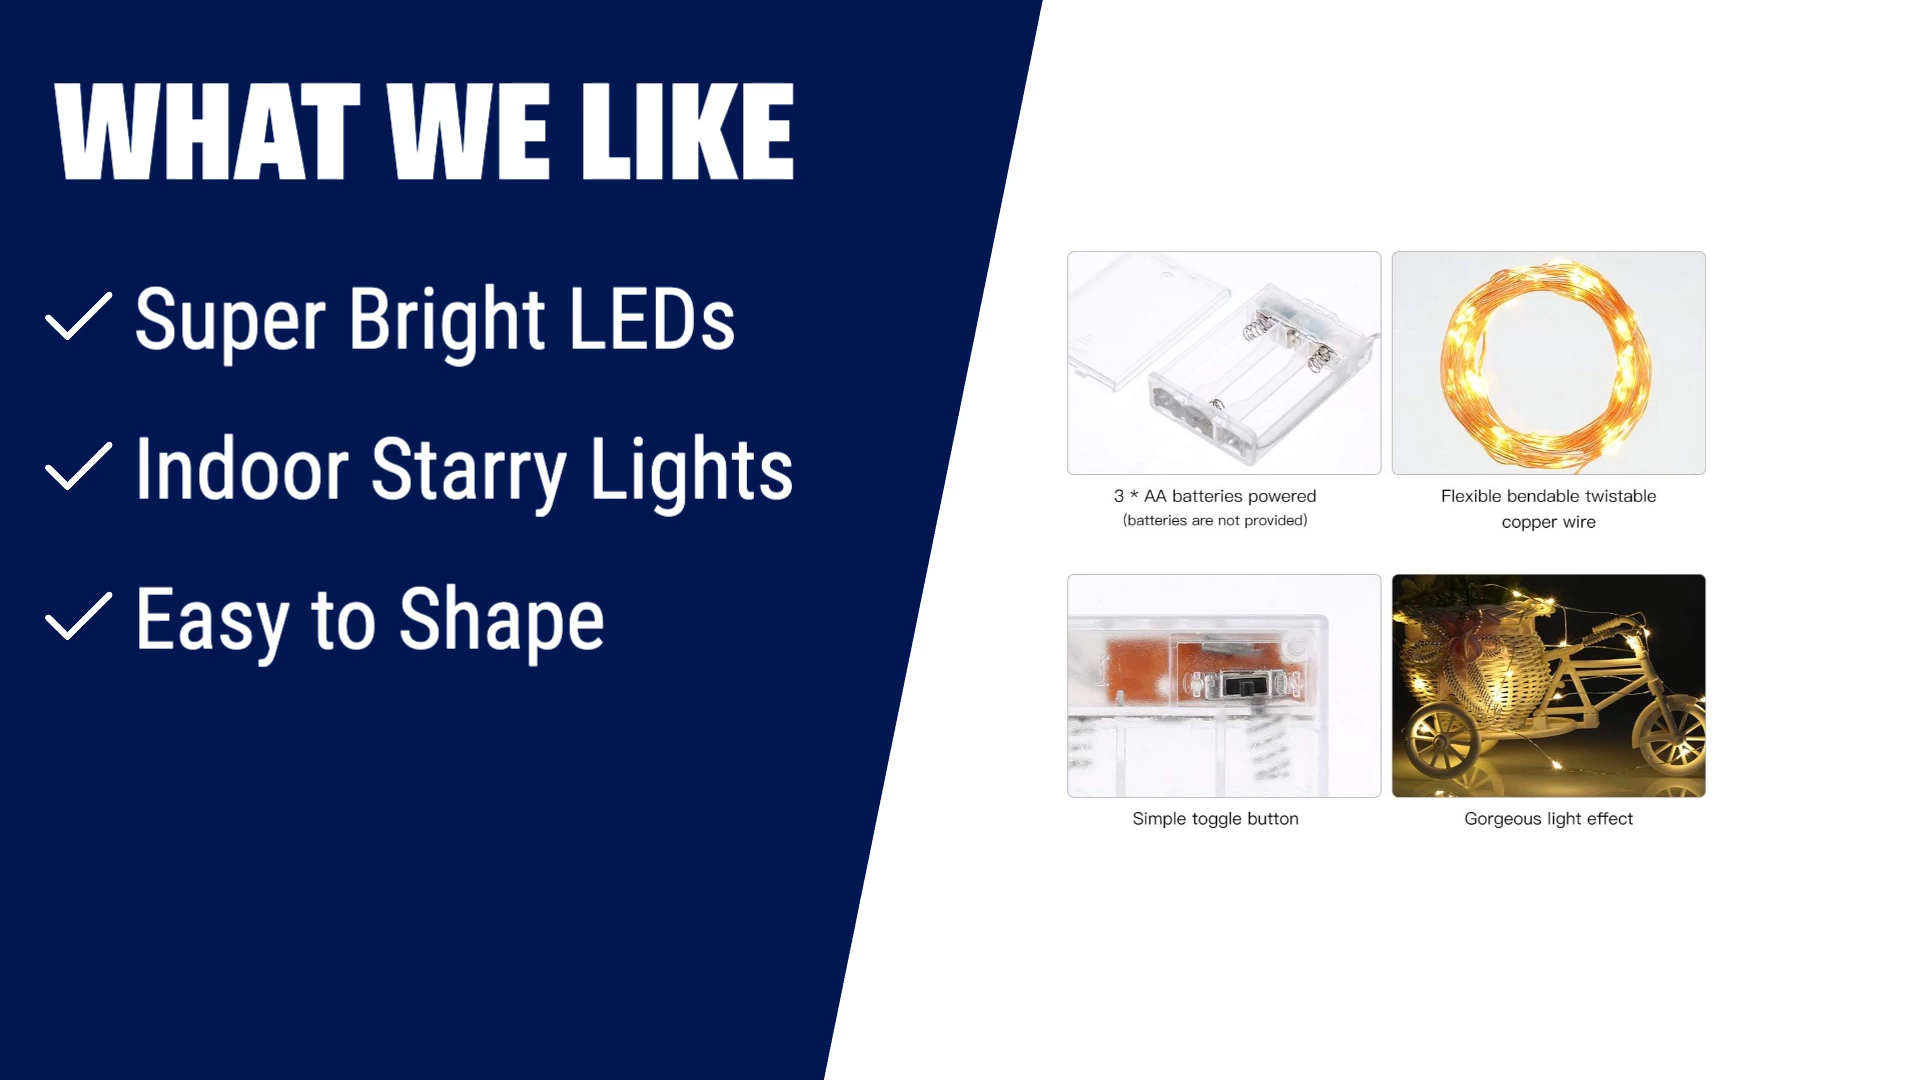 WHAT WE LIKE
Super Bright LEDs
Indoor Starry Lights
Easy to Shape
3 * AA batteries powered
(batteries are not provided)
Flexible bendable twistable
copper wire
Simple toggle button
Gorgeous light effect